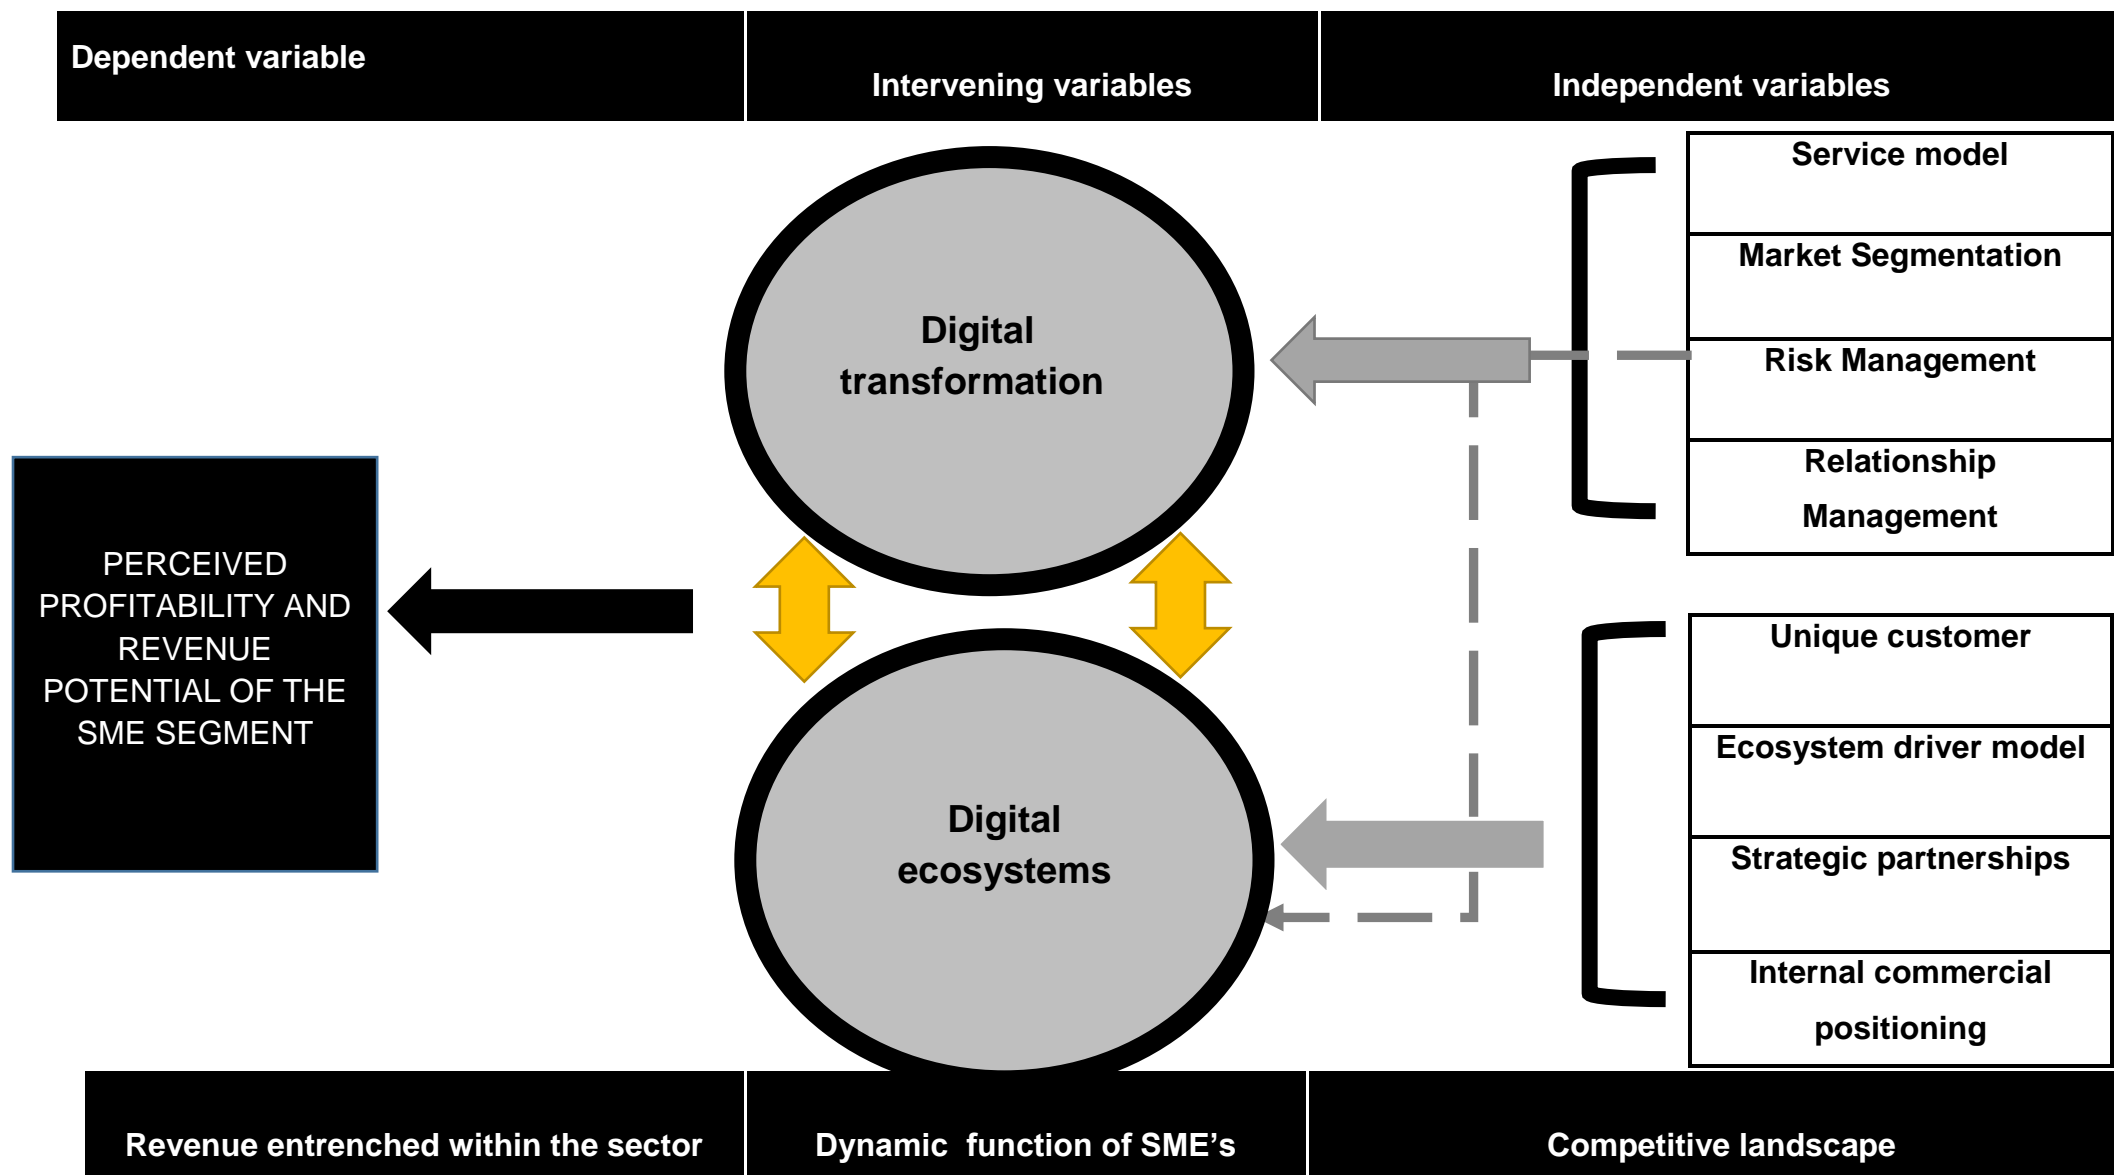 Dependent variable
Intervening variables
Independent variables
Service model
Market Segmentation
Risk Management
Relationship
Management
Digital
transformation
PERCEIVED
PROFITABILITY AND
REVENUE
POTENTIAL OF THE
SME SEGMENT
Digital
ecosystems
Unique customer
Ecosystem driver model
Strategic partnerships
Internal commercial
positioning
Revenue entrenched within the sector
Dynamic  function of SME’s
Competitive landscape